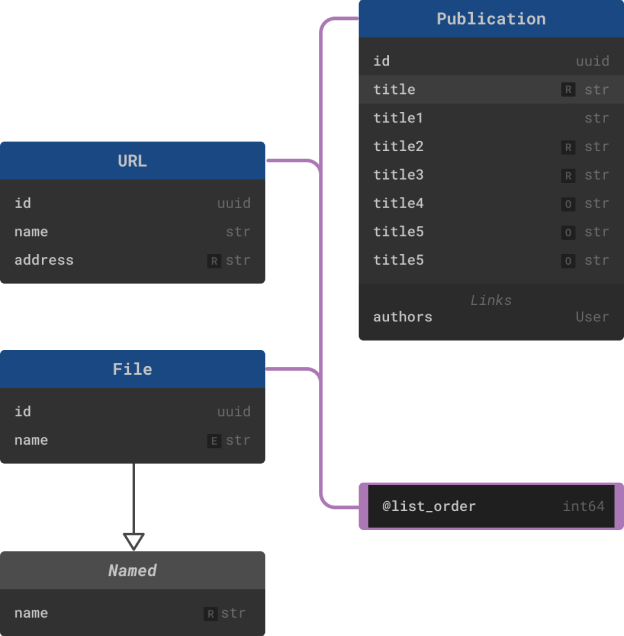 Publication
id uuid
title R str
title1 str
title2 R str
title3 R str
title4 O str
title5 O str
title5 O str
Links
authors User
URL
id uuid
name str
address R str
File
id uuid
name E str
@list_order int64
Named
name R str